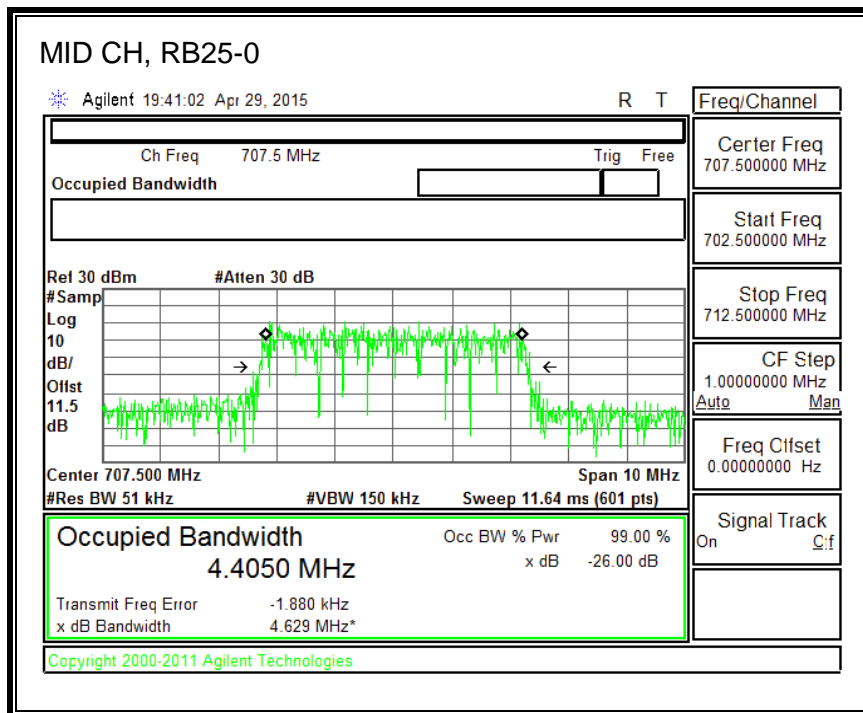 MID CH, RB25-0
Agilent 19:41:02 Apr 29, 2015 R T
Freq/Channel
Ch Freq 707.5 MHz Trig Free
Occupied Bandwidth
Center Freq
707.500000 MHz
Start Freq
702.500000 MHz
Stop Freq
712.500000 MHz
CF Step
1.00000000 MHz
Auto Man
Freq Offset
0.00000000 Hz
Signal Track
On Off
Ref 30 dBm #Atten 30 dB
#Samp
Log
10
dB/
Offst
11.5
dB
Center 707.500 MHz Span 10 MHz
#Res BW 51 kHz #VBW 150 kHz Sweep 11.64 ms (601 pts)
Occupied Bandwidth
4.4050 MHz
Occ BW % Pwr 99.00 %
x dB -26.00 dB
Transmit Freq Error -1.880 kHz
x dB Bandwidth 4.629 MHz*
Copyright 2000-2011 Agilent Technologies